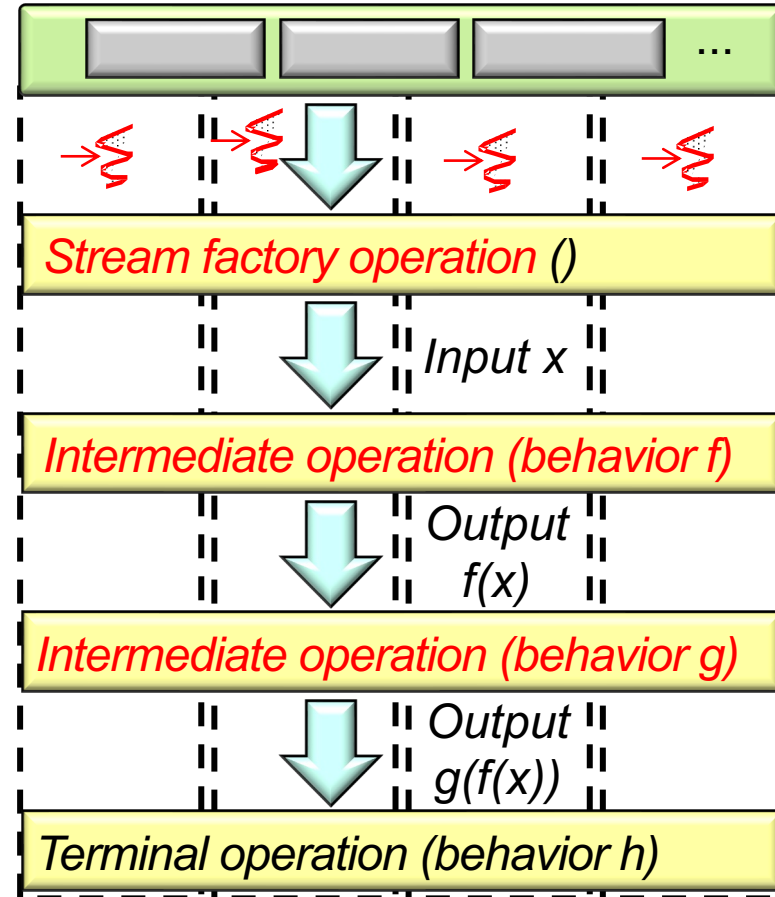 ...
Stream factory operation ()
Input x
Intermediate operation (behavior f)
Output
f(x)
Intermediate operation (behavior g)
Output
g(f(x))
Terminal operation (behavior h)